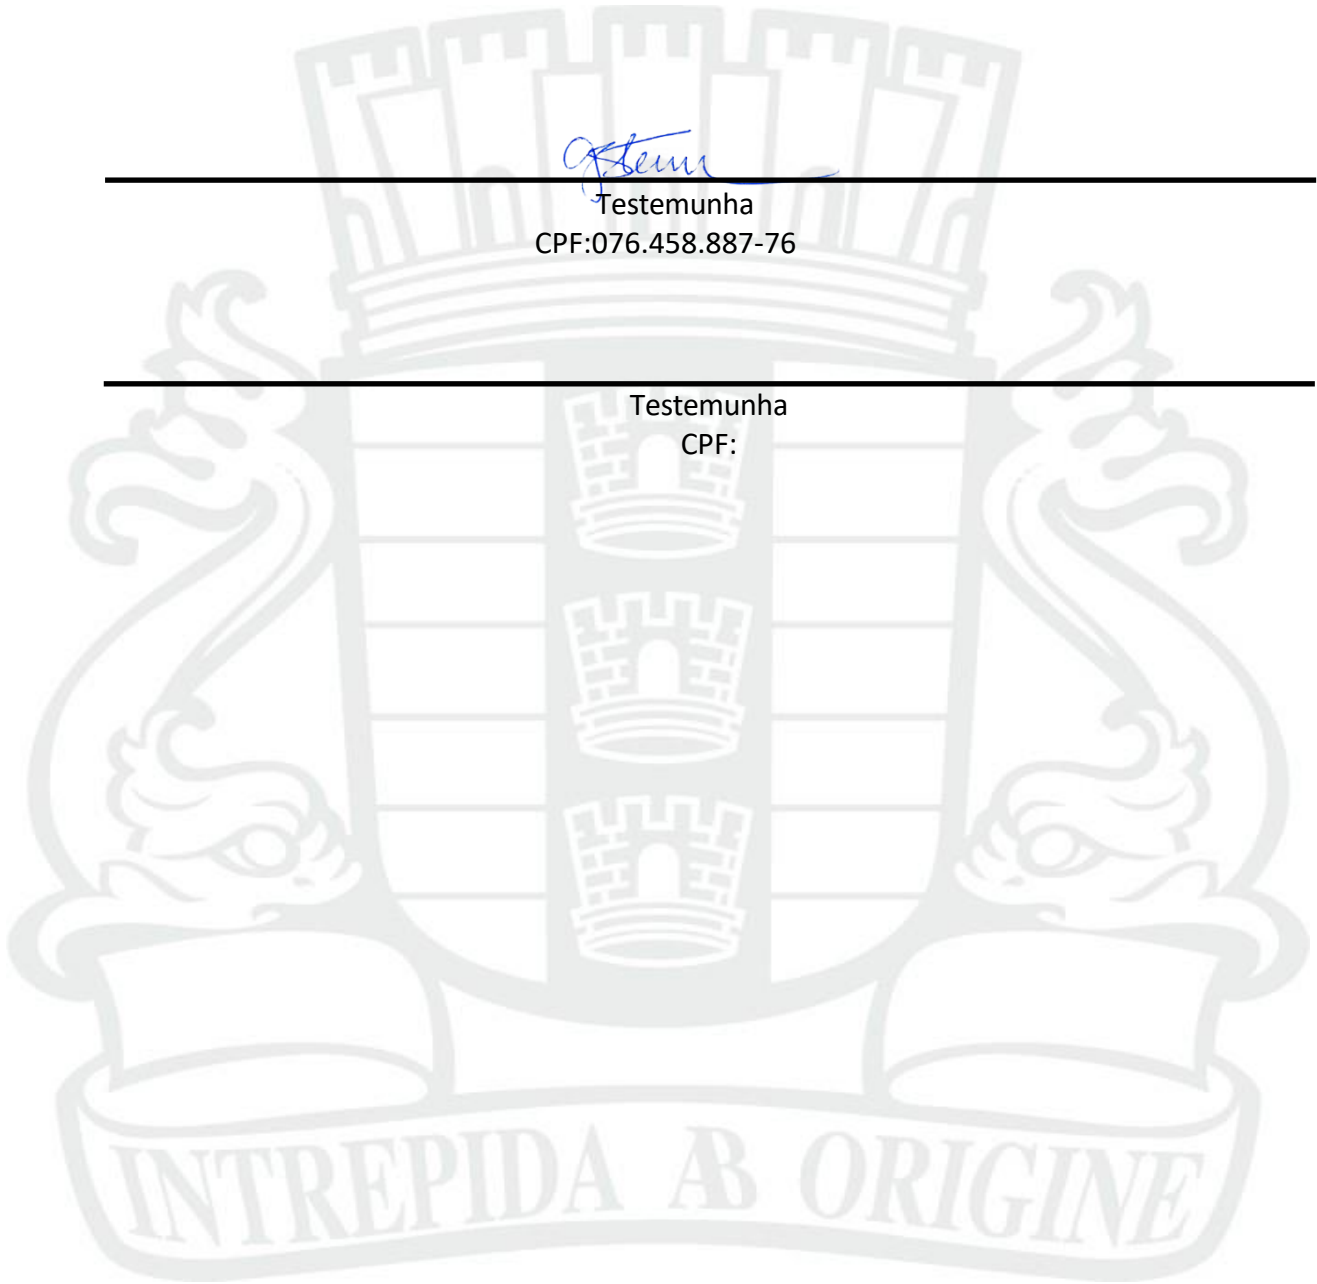 Testemunha
CPF:076.458.887-76
Testemunha
CPF:
INTREPIDA AB ORIGINE